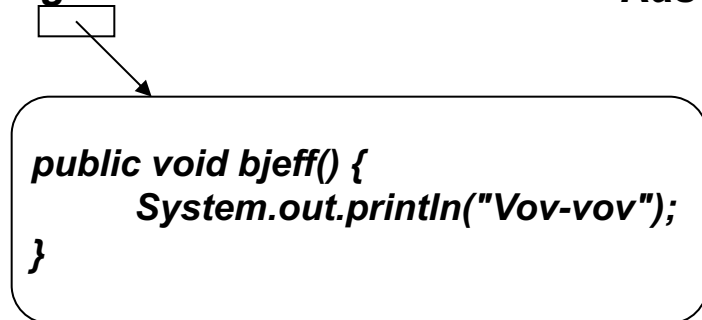 public void bjeff() {
System.out.println("Vov-vov");
}